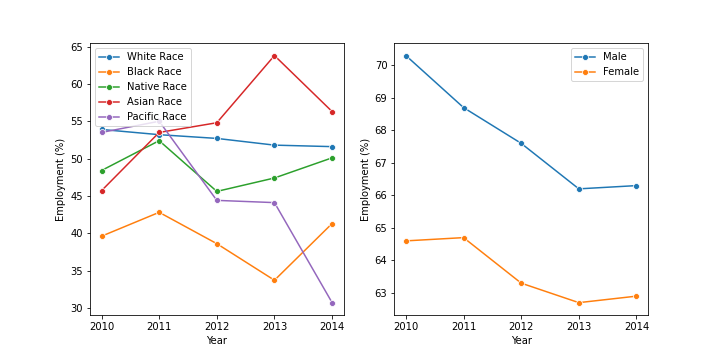 White Race
Black Race
Native Race
Asian Race
Pacific Race
65
60
55
50
45
40
35
30
Employment (%)
2010
2011
2012
2013
2014
Year
Male
Female
70
69
68
67
66
65
64
63
Employment (%)
2010
2011
2012
2013
2014
Year